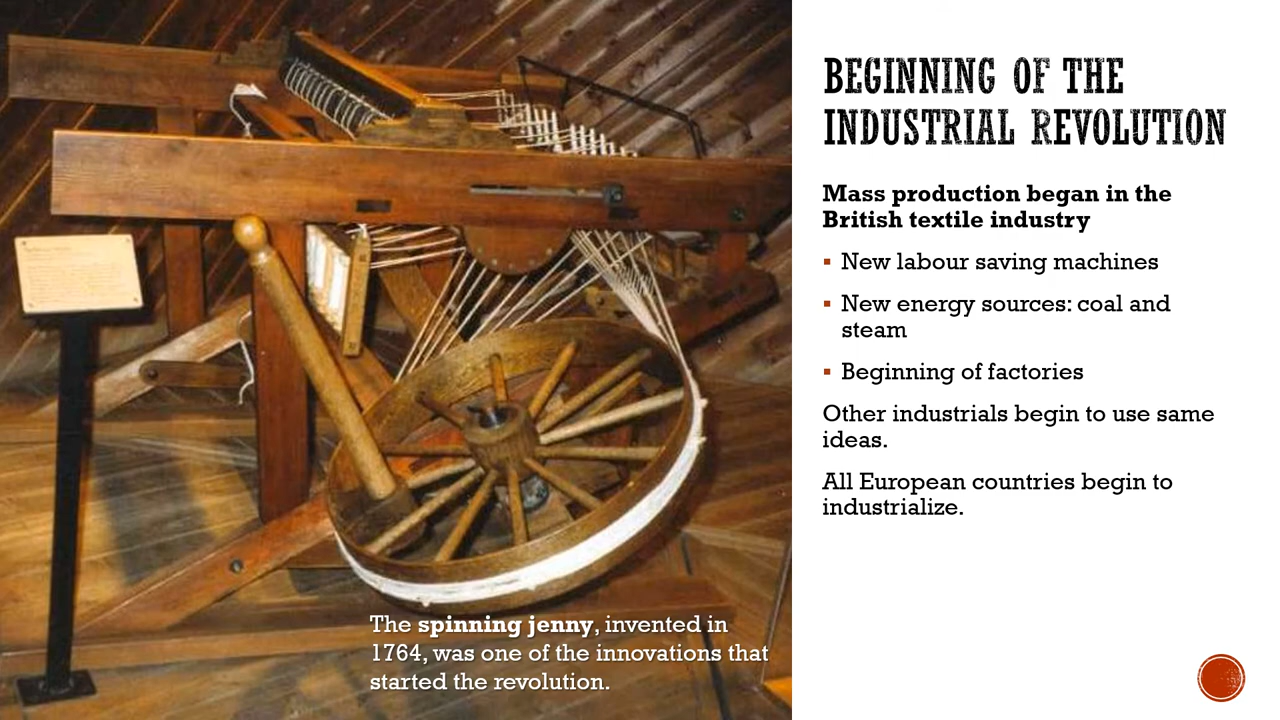 BEGINNING OF THE
INDUSTRIAL REVOLUTION
Mass production began in the
British textile industry
New labour saving machines
New energy sources: coal and
steam
Beginning of factories
Other industrials begin to use same
ideas.
All European countries begin to
industrialize.
The spinning jenny, invented in
1764, was one of the innovations that
started the revolution.